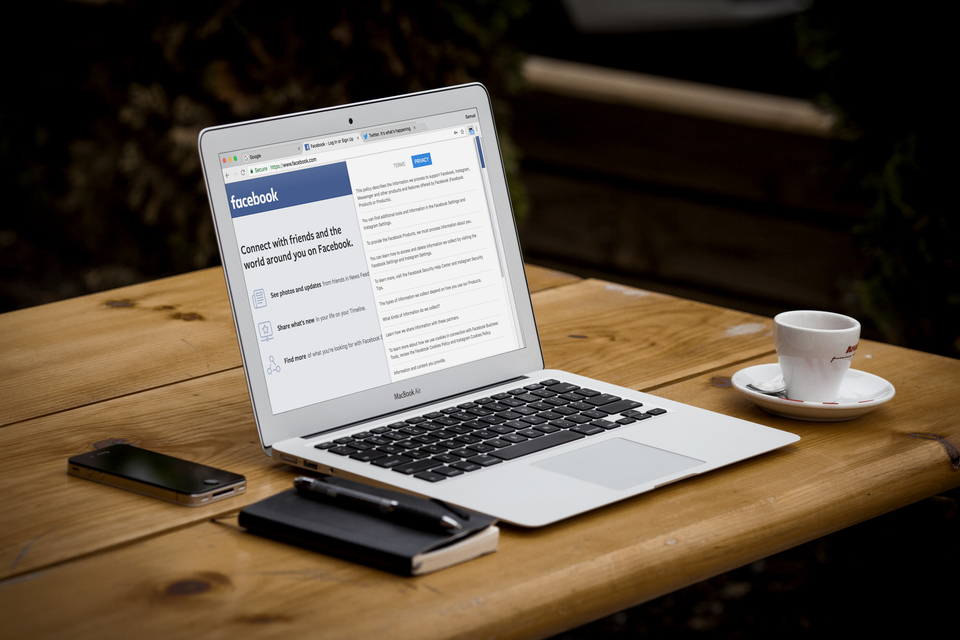 Google
Facebook - Log In or Sign Up
Twitter. It's what's happening.
Samuel
Secure https://www.facebook.com
facebook
Connect with friends and the
world around you on Facebook.
See photos and updates from friends in News Feed
Share what's new in your life on your Timeline.
Find more of what you're looking for with Facebook
TERMS
PRIVACY
This policy describes the information we process to support Facebook, Instagram,
Messenger and other products and features offered by Facebook (Facebook
Products or Products).
You can find additional tools and information in the Facebook Settings and
Instagram Settings.
To provide the Facebook Products, we must process information about you.
You can learn how to access and delete information we collect by visiting the
Facebook Settings and Instagram Settings.
To learn more, visit the Facebook Security Help Center and Instagram Security
Tips.
The types of information we collect depend on how you use our Products.
What kinds of information do we collect?
Learn how we share information with these partners.
To learn more about how we use cookies in connection with Facebook Business
Tools, review the Facebook Cookies Policy and Instagram Cookies Policy.
Information and content you provide.
MacBook Air